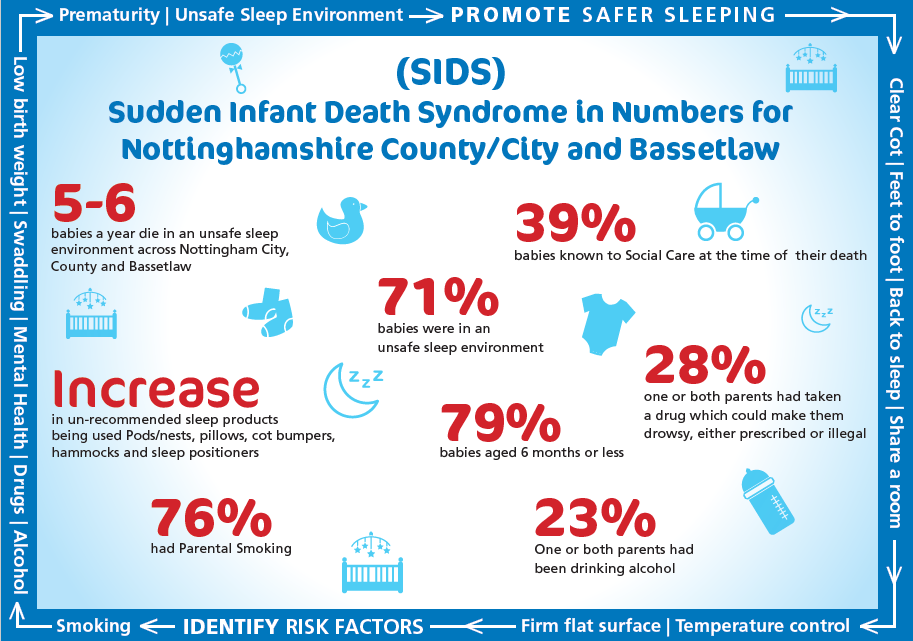 Prematurity | Unsafe Sleep Environment
PROMOTE SAFER SLEEPING
Clear Cot | Feet to foot | Back to sleep | Share a room
Firm flat surface | Temperature control
IDENTIFY RISK FACTORS
Smoking
Low birth weight | Swaddling | Mental Health | Drugs | Alcohol
(SIDS)
Sudden Infant Death Syndrome in Numbers for
Nottinghamshire County/City and Bassetlaw
5-6
babies a year die in an unsafe sleep
environment across Nottingham City,
County and Bassetlaw
39%
babies known to Social Care at the time of their death
71%
babies were in an
unsafe sleep environment
zzz
Increase
in un-recommended sleep products
being used Pods/nests, pillows, cot bumpers,
hammocks and sleep positioners
zzz
28%
one or both parents had taken
a drug which could make them
drowsy, either prescribed or illegal
79%
babies aged 6 months or less
76%
had Parental Smoking
23%
One or both parents had
been drinking alcohol